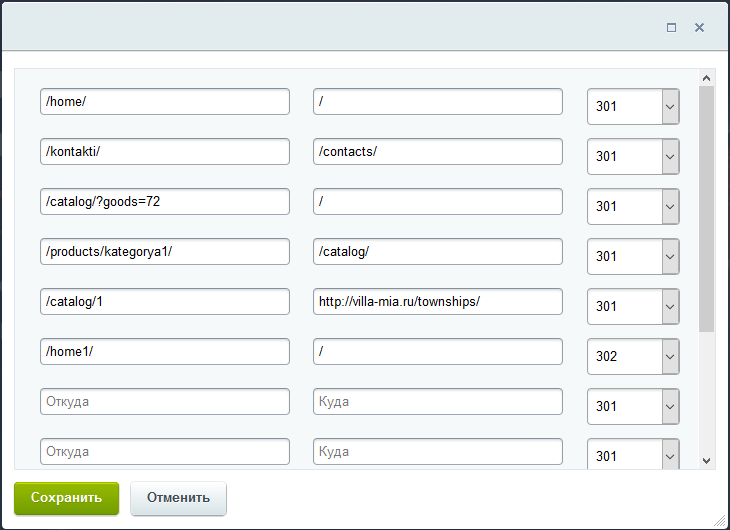 /home/ / 301
/kontakti/ /contacts/ 301
/catalog/?goods=72 / 301
/products/kategorya1/ /catalog/ 301
/catalog/1 http://villa-mia.ru/townships/ 301
/home1/ / 302
Откуда Куда 301
Откуда Куда 301
Сохранить Отменить